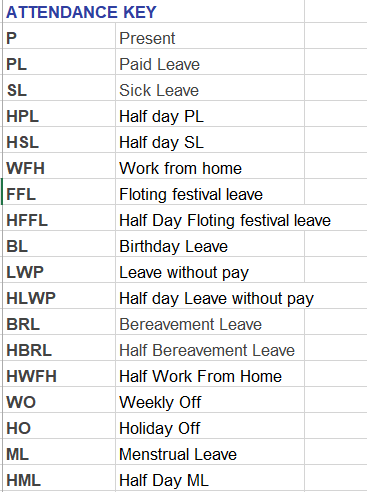 ATTENDANCE KEY
P Present
PL Paid Leave
SL Sick Leave
HPL Half day PL
HSL Half day SL
WFH Work from home
FFL Floting festival leave
HFFL Half Day Floting festival leave
BL Birthday Leave
LWP Leave without pay
HLWP Half day Leave without pay
BRL Bereavement Leave
HBRL Half Bereavement Leave
HWFH Half Work From Home
WO Weekly Off
HO Holiday Off
ML Menstrual Leave
HML Half Day ML